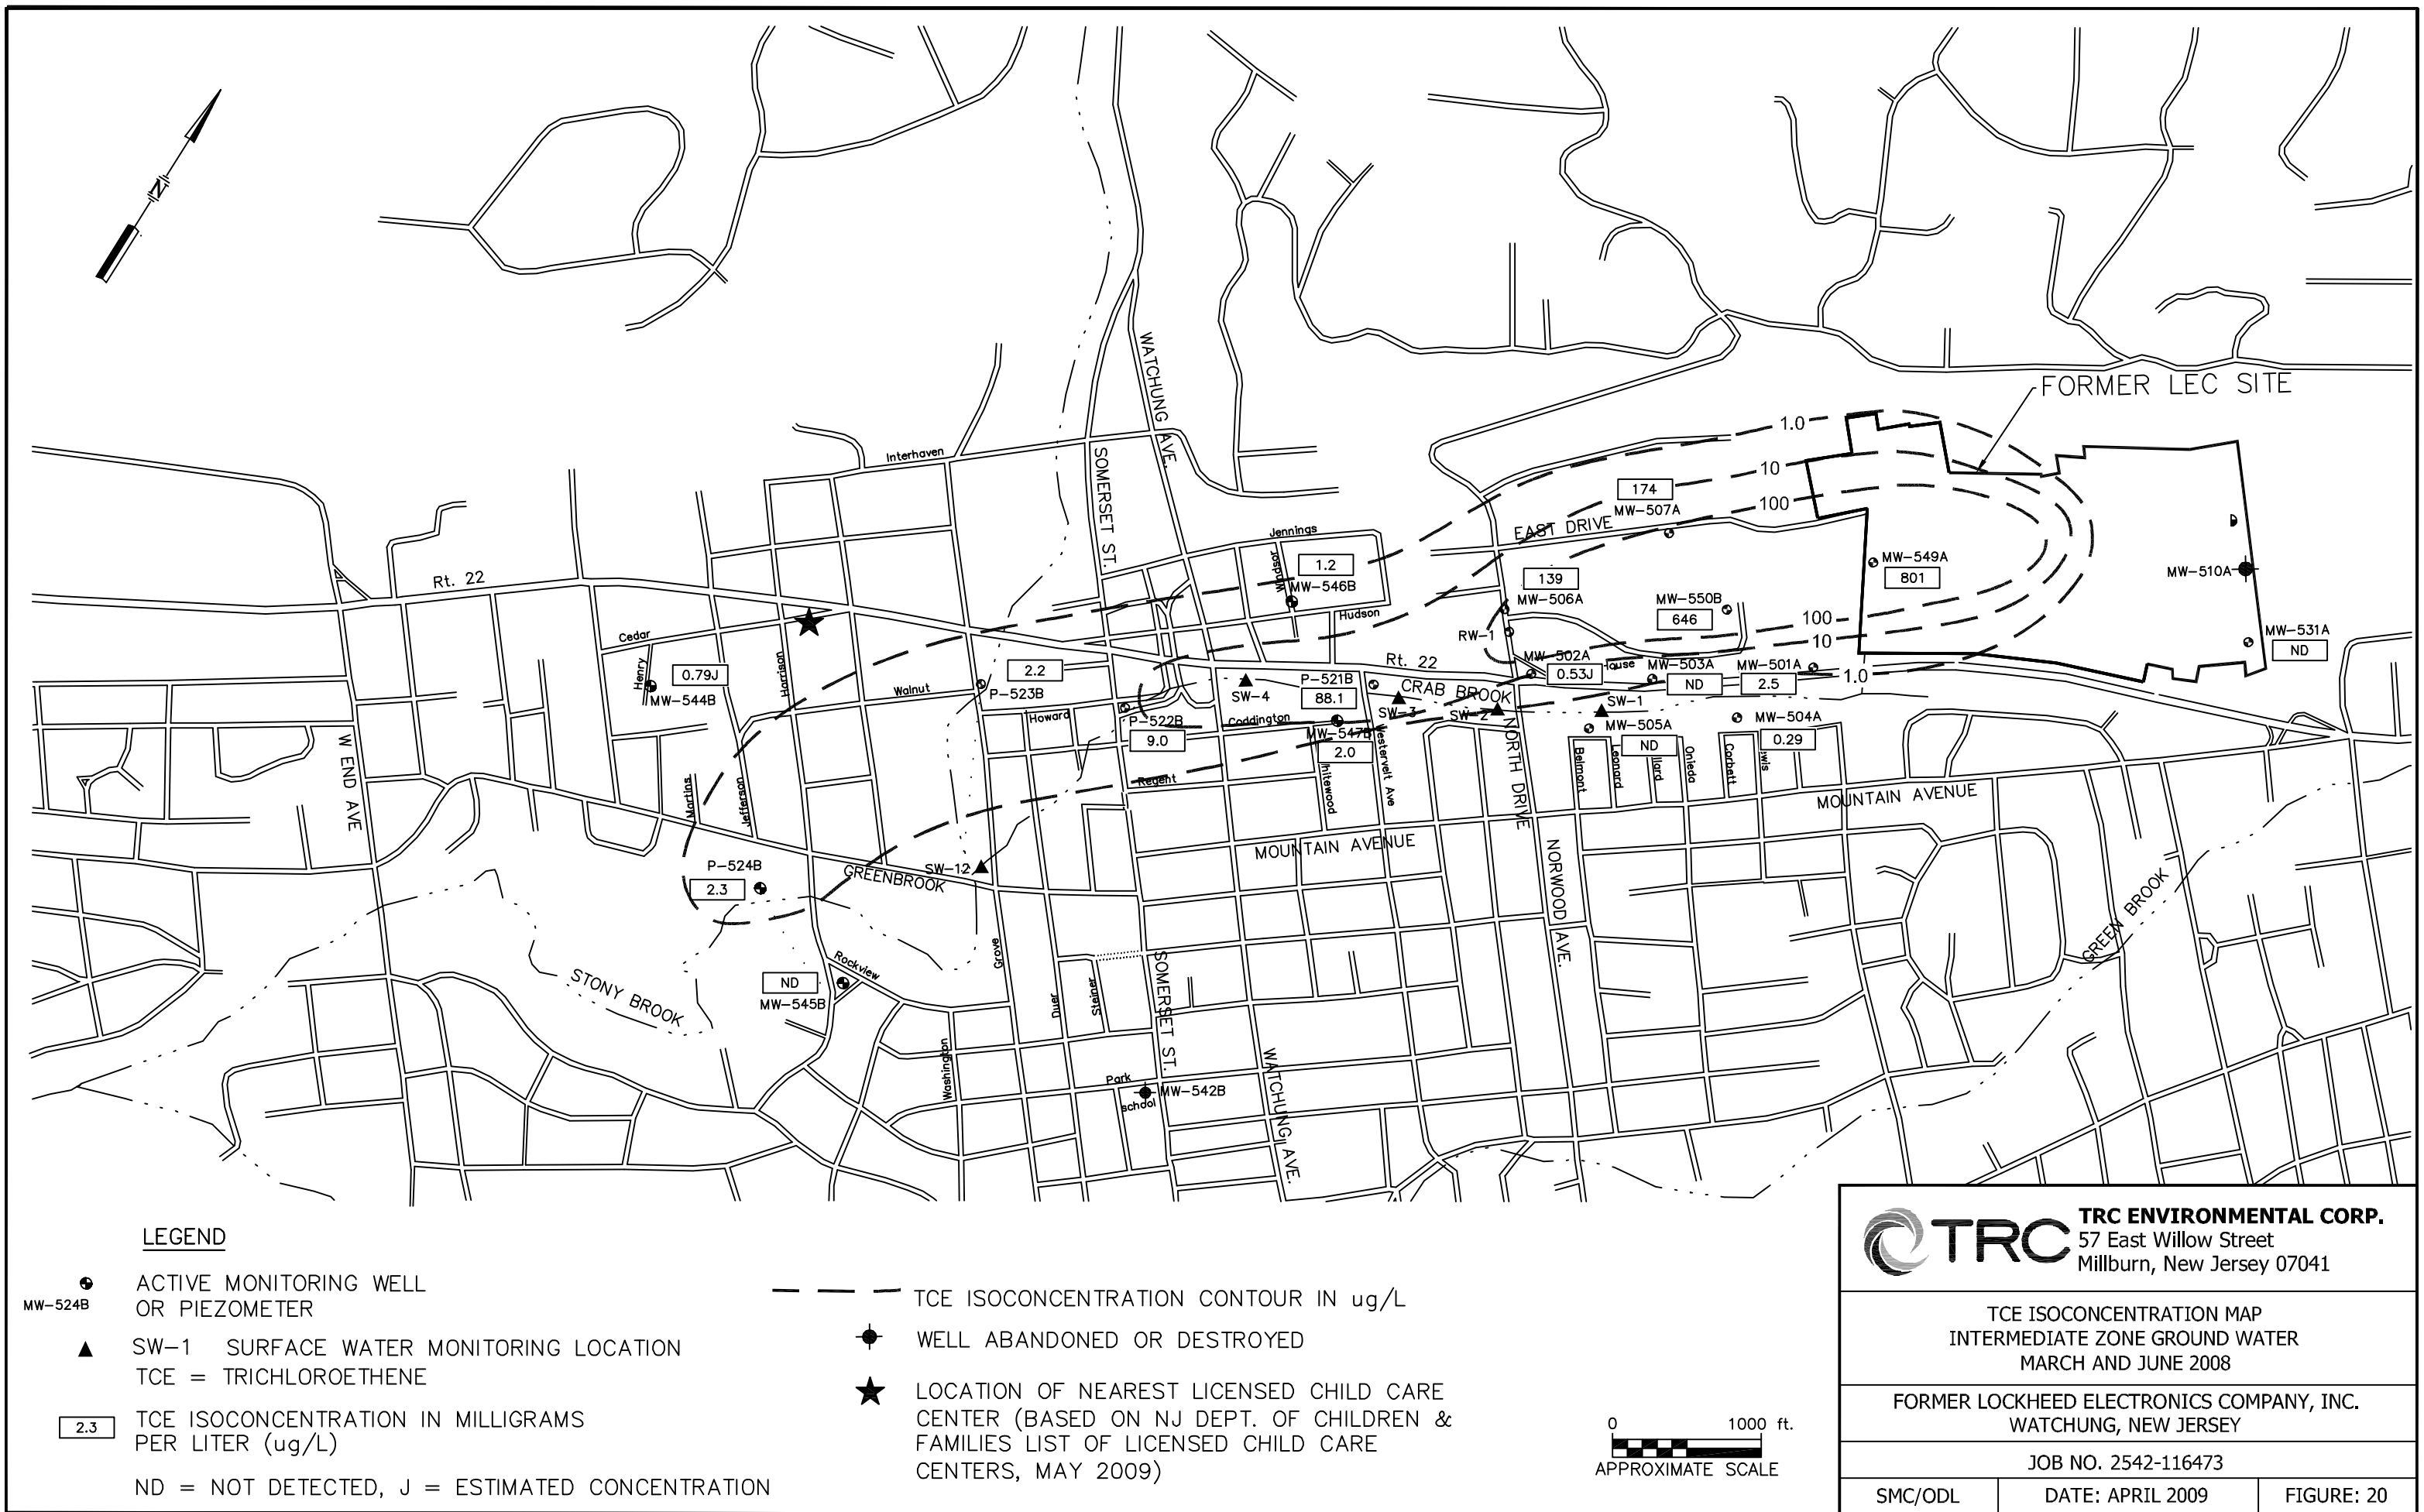 N
FORMER LEC SITE
1.0
10
100
WATCHUNG AVE.
Interhaven
SOMERSET ST.
174
MW-507A
EAST DRIVE
Jennings
Windsor
1.2
MW-546B
Hudson
139
MW-506A
MW-549A
801
MW-510A
MW-550B
646
100
10
1.0
RW-1
MW-531A
ND
Rt. 22
Cedar
Henry
0.79J
MW-544B
Harrison
Walnut
2.2
P-523B
Howard
P-522B
9.0
Rt. 22
SW-4
P-521B
88.1
CRAB BROOK
SW-3
SW-2
Coddington
MW-547B
2.0
Westervelt Ave
MW-502A
0.53J
MW-503A
ND
MW-501A
2.5
SW-1
MW-505A
ND
MW-504A
0.29
Belmont
Leonard
Onieda
Corbett
NORTH DRIVE
MOUNTAIN AVENUE
W END AVE
Martins
Jefferson
Regent
MOUNTAIN AVENUE
P-524B
2.3
GREENBROOK
SW-12
NORWOOD AVE.
GREEN BROOK
STONY BROOK
ND
MW-545B
Rockview
Grove
Duer
Steiner
SOMERSET ST.
Washington
Park
school
MW-542B
WATCHUNG AVE.
LEGEND
MW-524B
ACTIVE MONITORING WELL
OR PIEZOMETER
SW-1 SURFACE WATER MONITORING LOCATION
TCE = TRICHLOROETHENE
2.3
TCE ISOCONCENTRATION IN MILLIGRAMS
PER LITER (ug/L)
ND = NOT DETECTED, J = ESTIMATED CONCENTRATION
TCE ISOCONCENTRATION CONTOUR IN ug/L
WELL ABANDONED OR DESTROYED
LOCATION OF NEAREST LICENSED CHILD CARE
CENTER (BASED ON NJ DEPT. OF CHILDREN &
FAMILIES LIST OF LICENSED CHILD CARE
CENTERS, MAY 2009)
0 1000 ft.
APPROXIMATE SCALE
TRC
TRC ENVIRONMENTAL CORP.
57 East Willow Street
Millburn, New Jersey 07041
TCE ISOCONCENTRATION MAP
INTERMEDIATE ZONE GROUND WATER
MARCH AND JUNE 2008
FORMER LOCKHEED ELECTRONICS COMPANY, INC.
WATCHUNG, NEW JERSEY
JOB NO. 2542-116473
SMC/ODL
DATE: APRIL 2009
FIGURE: 20